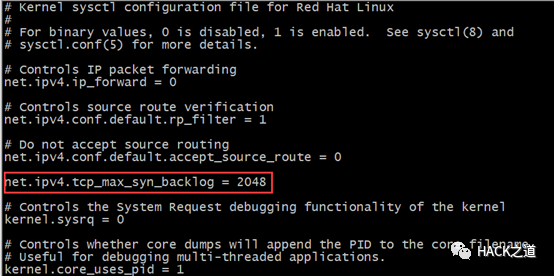 # Kernel sysctl configuration file for Red Hat Linux
#
# For binary values, 0 is disabled, 1 is enabled.  See sysctl(8) and
# sysctl.conf(5) for more details.
# Controls IP packet forwarding
net.ipv4.ip_forward = 0
# Controls source route verification
net.ipv4.conf.default.rp_filter = 1
# Do not accept source routing
net.ipv4.conf.default.accept_source_route = 0
net.ipv4.tcp_max_syn_backlog = 2048
# Controls the System Request debugging functionality of the kernel
kernel.sysrq = 0
# Controls whether core dumps will append the PID to the core filename.
# Useful for debugging multi-threaded applications.
kernel.core_uses_pid = 1
HACK之道